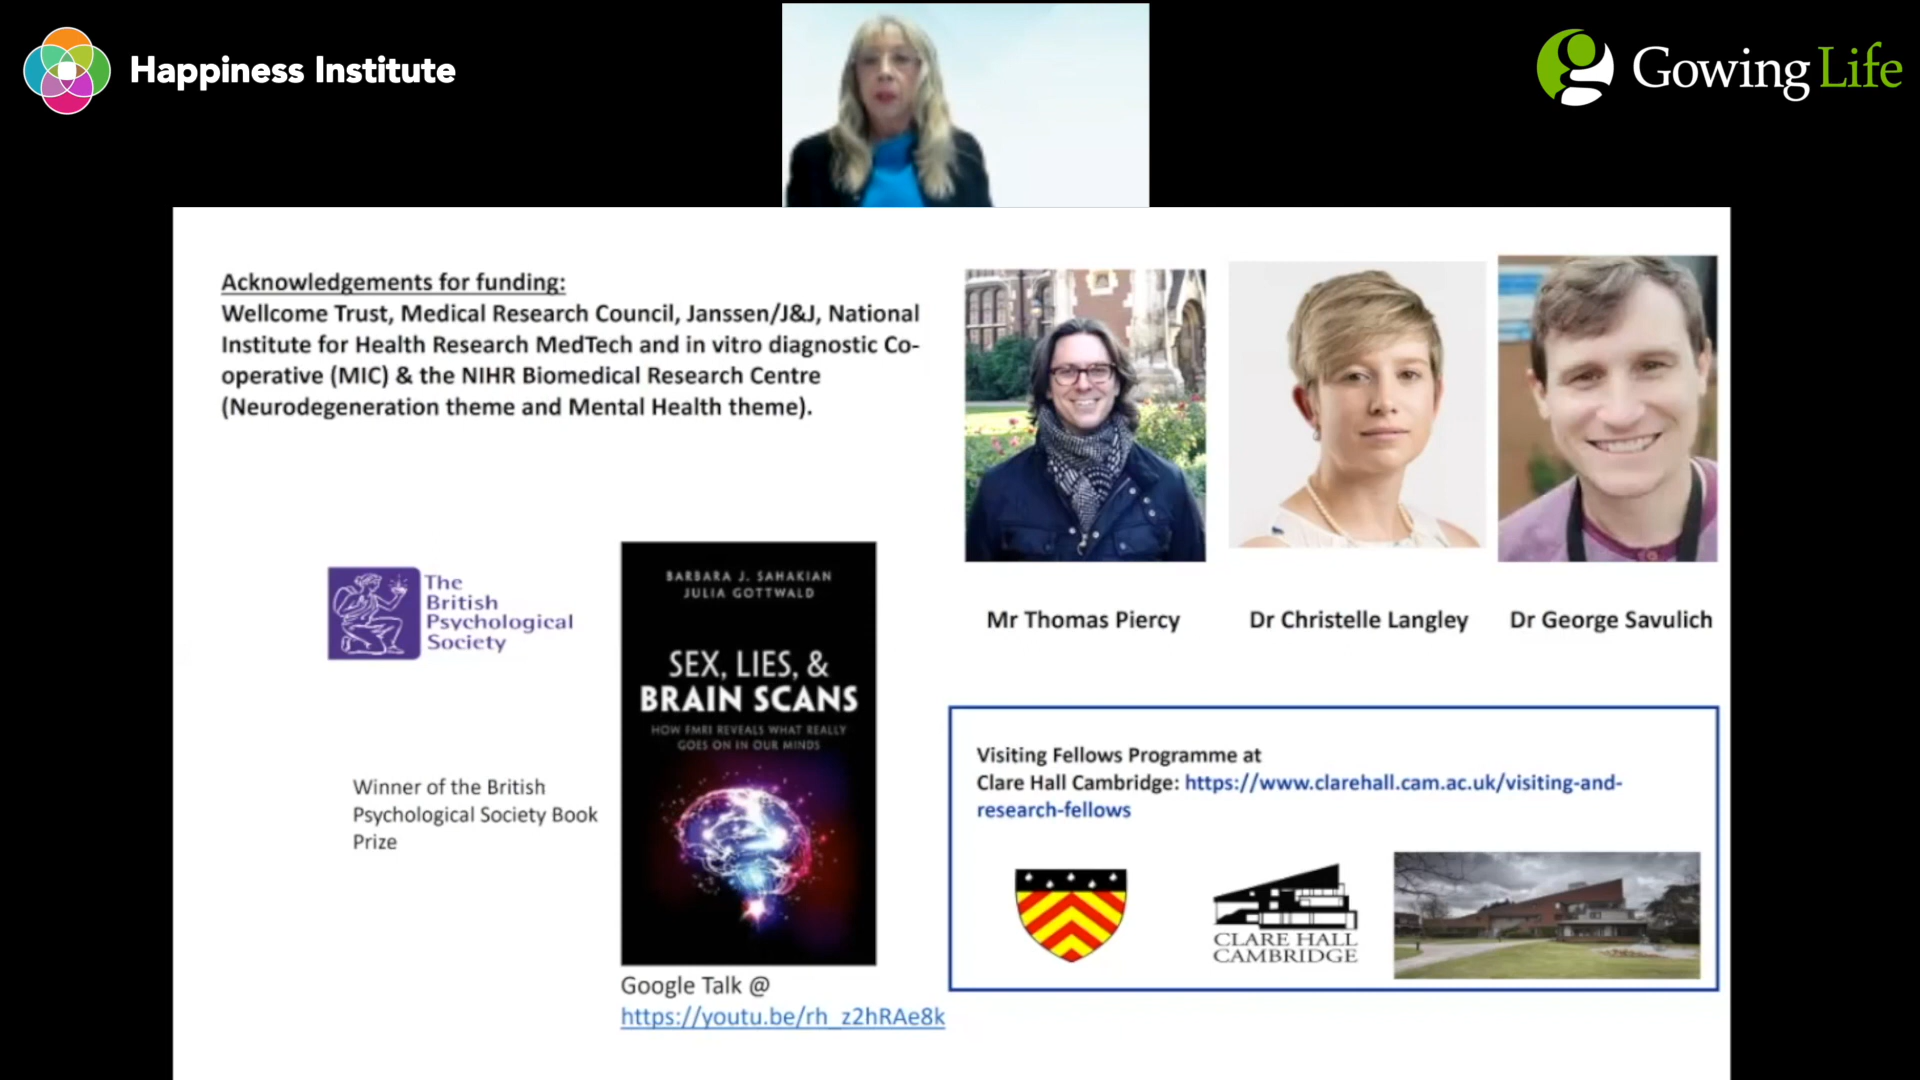 Happiness Institute
Gowing Life
Acknowledgements for funding:
Wellcome Trust, Medical Research Council, Janssen/J&J, National
Institute for Health Research MedTech and in vitro diagnostic Co-
operative (MIC) & the NIHR Biomedical Research Centre
(Neurodegeneration theme and Mental Health theme).
Mr Thomas Piercy
Dr Christelle Langley
Dr George Savulich
The
British
Psychological
Society
Winner of the British
Psychological Society Book
Prize
BARBARA J. SAHAKIAN
JULIA GOTTWALD
SEX, LIES, &
BRAIN SCANS
HOW FMRI REVEALS WHAT REALLY
GOES ON IN OUR MINDS
Google Talk @
https://youtu.be/rh_z2hRAe8k
Visiting Fellows Programme at
Clare Hall Cambridge: https://www.clarehall.cam.ac.uk/visiting-and-
research-fellows
CLARE HALL
CAMBRIDGE